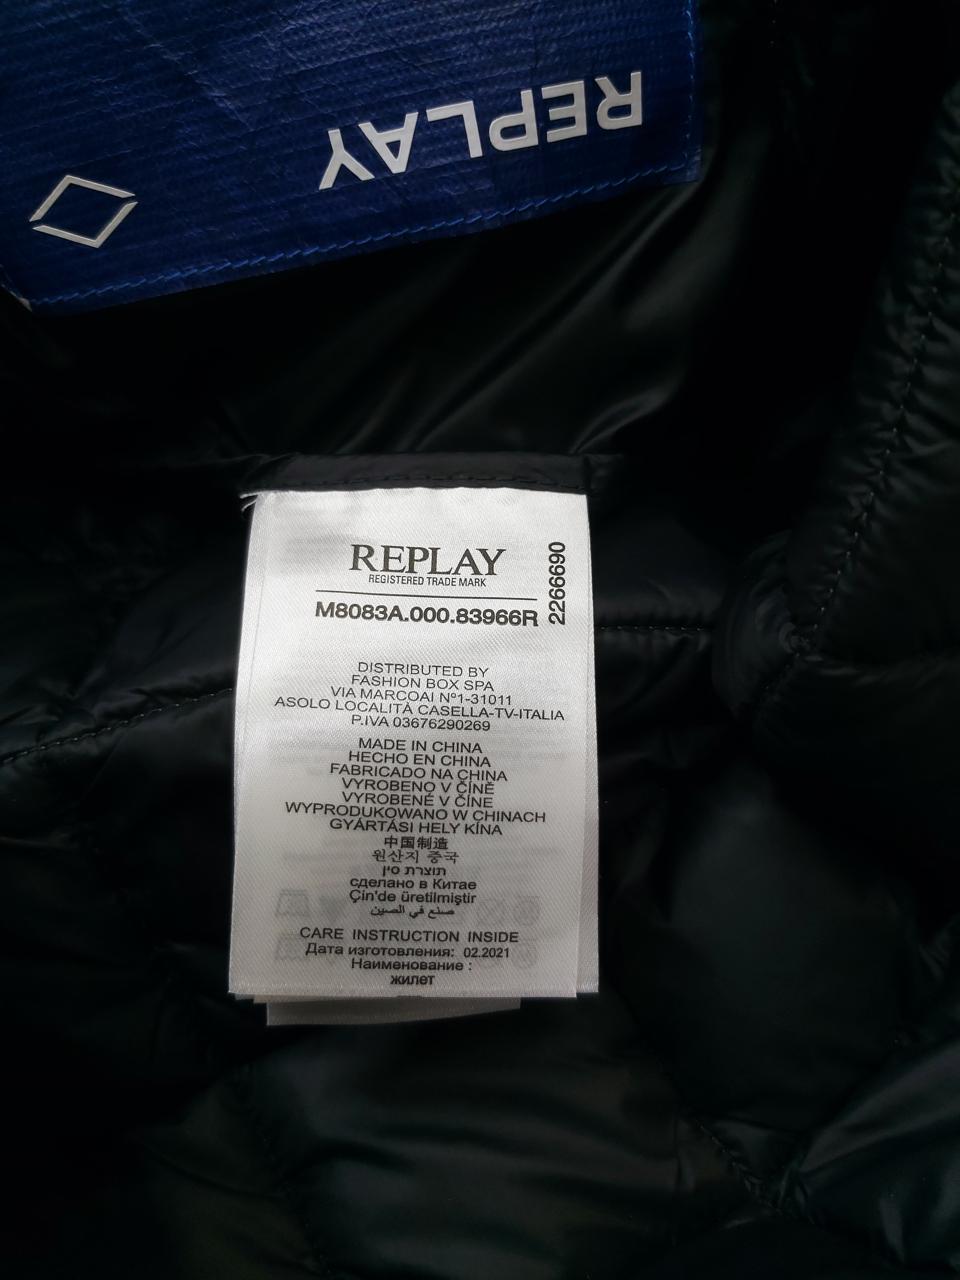 REPLAY
REPLAY
REGISTERED TRADE MARK
M8083A.000.83966R
2266690
DISTRIBUTED BY
FASHION BOX SPA
VIA MARCOAI Nº1-31011
ASOLO LOCALITÀ CASELLA-TV-ITALIA
P.IVA 03676290269
MADE IN CHINA
HECHO EN CHINA
FABRICADO NA CHINA
VYROBENO V ČÍNĚ
VYROBENÉ V ČÍNE
WYPRODUKOWANO W CHINACH
GYÁRTÁSI HELY KÍNA
中国制造
원산지 중국
תוצרת סין
сделано в Китае
Çin'de üretilmiştir
صنع في الصين
CARE INSTRUCTION INSIDE
Дата изготовления: 02.2021
Наименование :
жилет